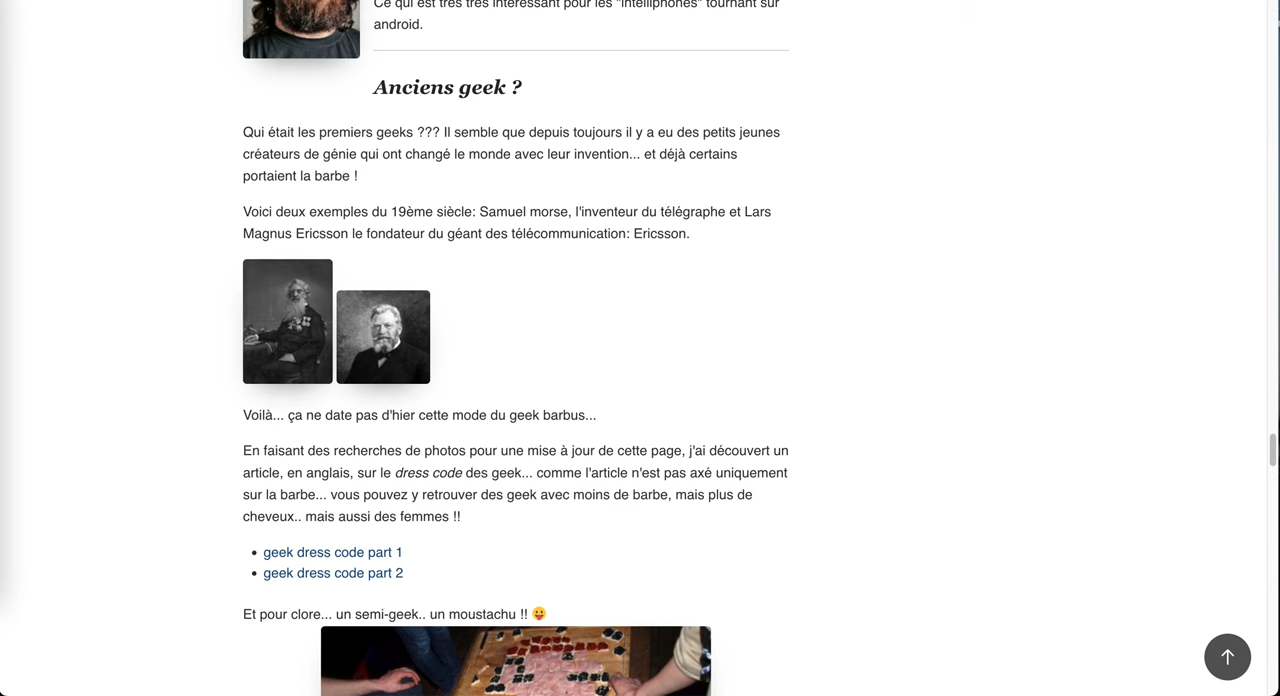 Ce qui est très très intéressant pour les "intelliphones" tournant sur
android.
Anciens geek ?
Qui était les premiers geeks ??? Il semble que depuis toujours il y a eu des petits jeunes
créateurs de génie qui ont changé le monde avec leur invention... et déjà certains
portaient la barbe !
Voici deux exemples du 19ème siècle: Samuel morse, l'inventeur du télégraphe et Lars
Magnus Ericsson le fondateur du géant des télécommunication: Ericsson.
Voilà... ça ne date pas d'hier cette mode du geek barbus...
En faisant des recherches de photos pour une mise à jour de cette page, j'ai découvert un
article, en anglais, sur le dress code des geek... comme l'article n'est pas axé uniquement
sur la barbe... vous pouvez y retrouver des geek avec moins de barbe, mais plus de
cheveux.. mais aussi des femmes !!
• geek dress code part 1
• geek dress code part 2
Et pour clore... un semi-geek.. un moustachu !! 😛